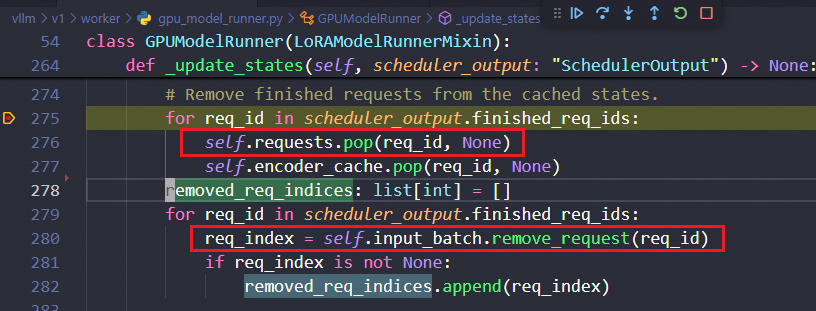 vllm > v1 > worker > gpu_model_runner.py > GPUModelRunner > _update_states
54 class GPUModelRunner(LoRAModelRunnerMixin):
264 def _update_states(self, scheduler_output: "SchedulerOutput") -> None:
274 # Remove finished requests from the cached states.
275 for req_id in scheduler_output.finished_req_ids:
276 self.requests.pop(req_id, None)
277 self.encoder_cache.pop(req_id, None)
278 removed_req_indices: list[int] = []
279 for req_id in scheduler_output.finished_req_ids:
280 req_index = self.input_batch.remove_request(req_id)
281 if req_index is not None:
282 removed_req_indices.append(req_index)
283